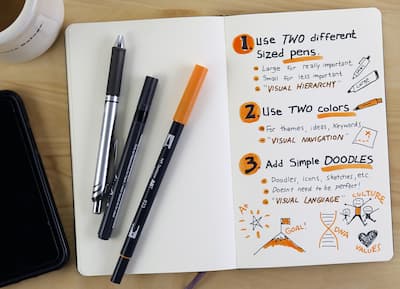 1. Use TWO different
sized pens.
Large for really important
Small for less important
"VISUAL HIERARCHY"
2. Use TWO colors
For themes, ideas, keywords
"VISUAL NAVIGATION"
3. Add Simple DOODLES
Doodles, icons, sketches, etc
Doesn't need to be perfect!
"VISUAL LANGUAGE"
CULTURE
GOAL!
DNA
VALUES